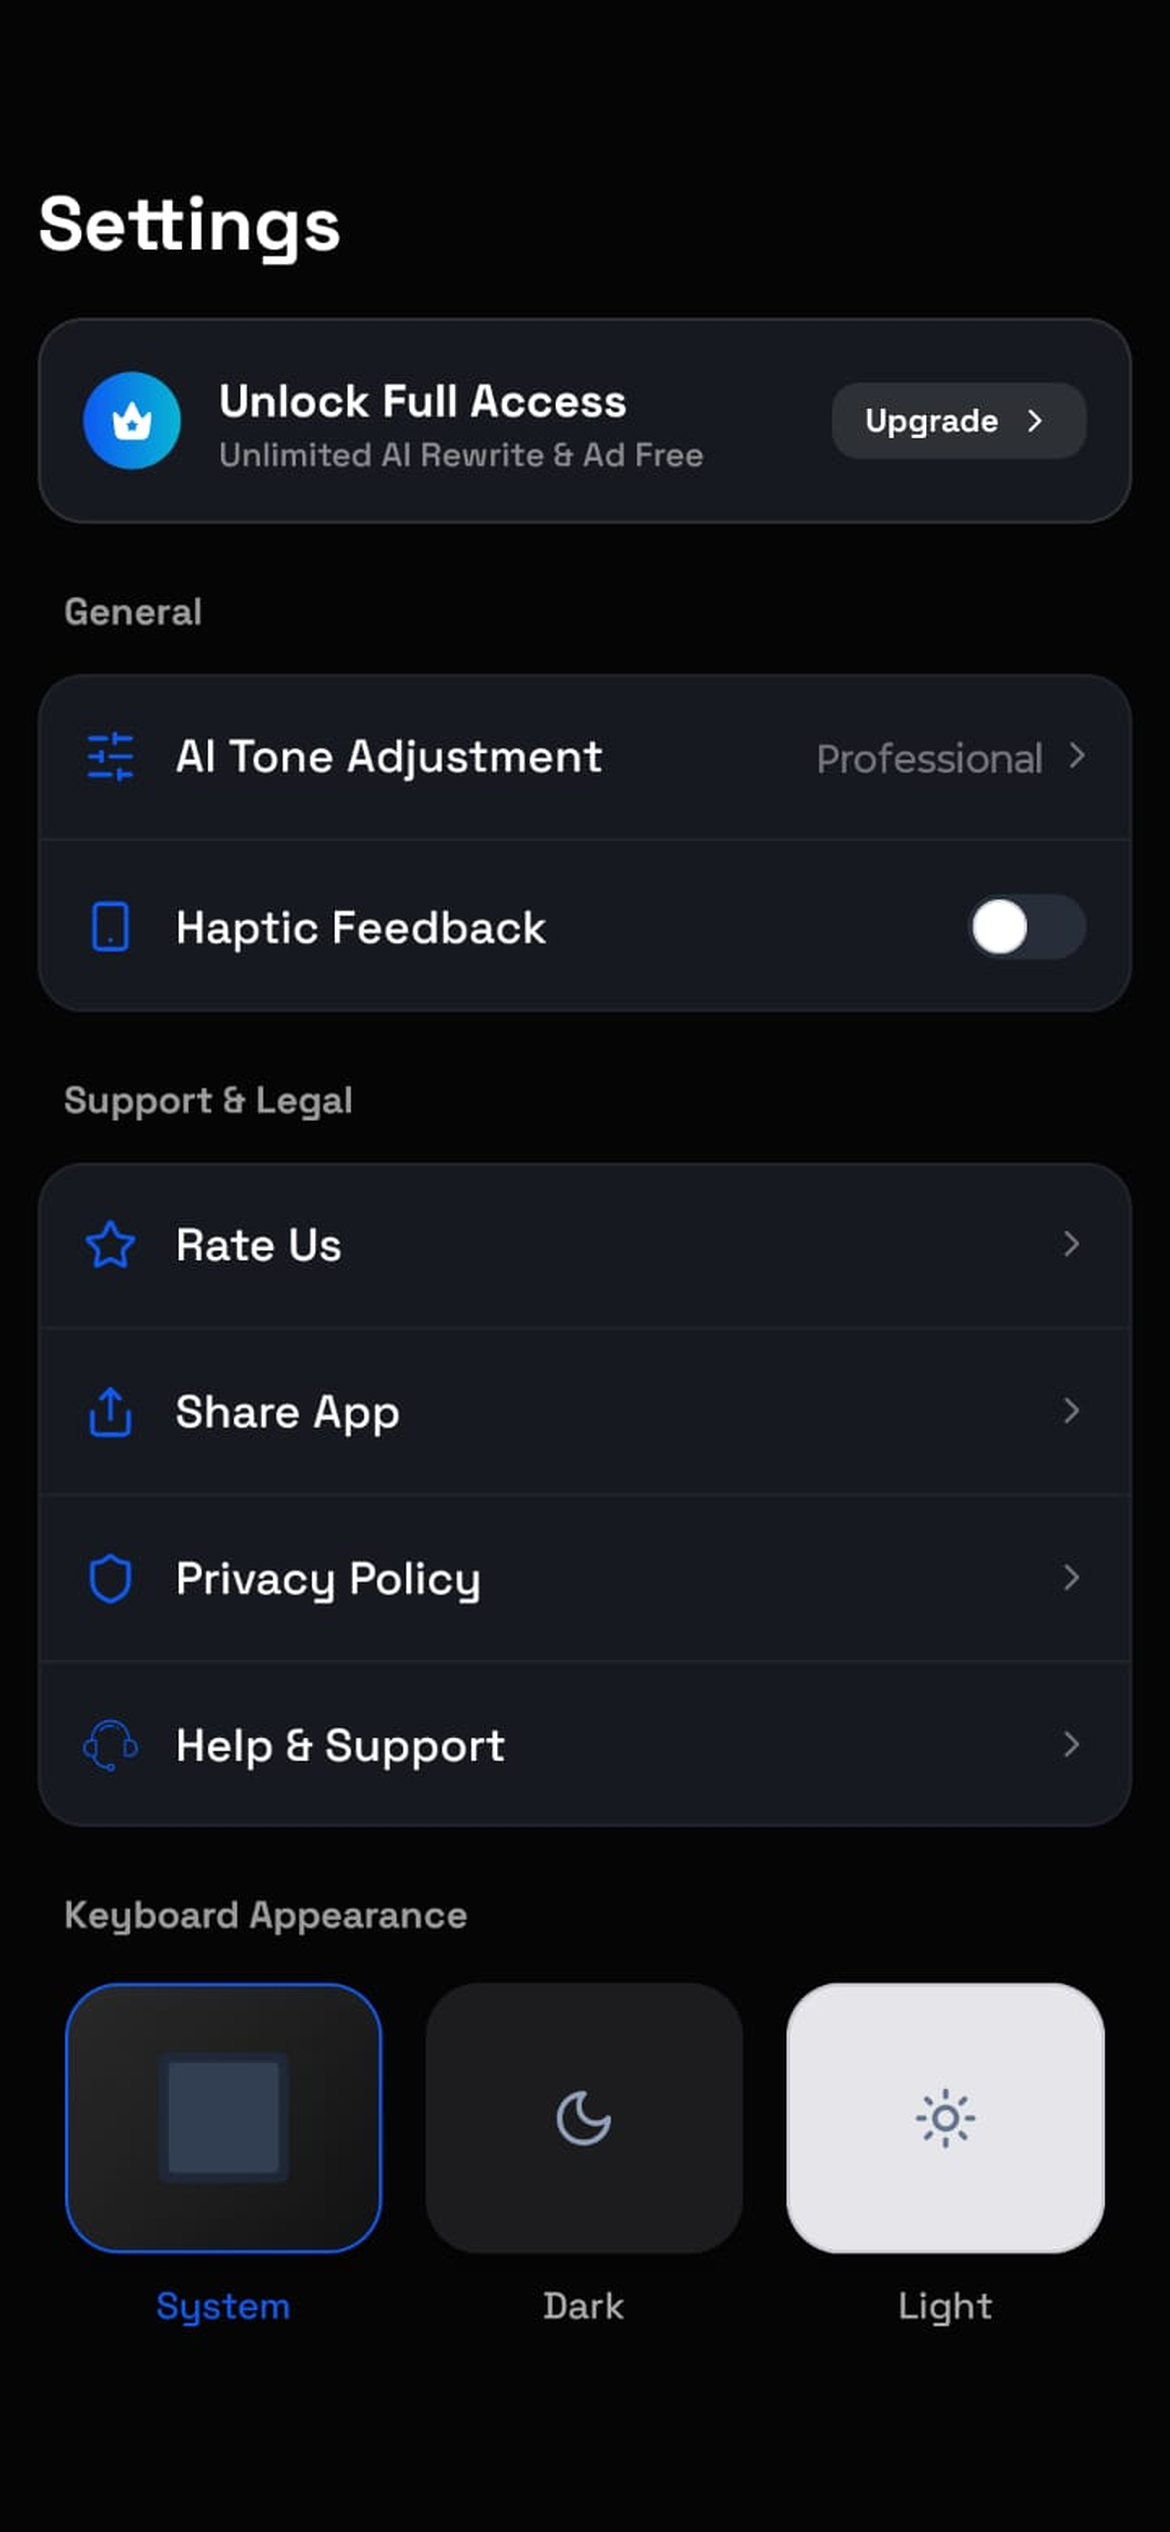 Settings
Unlock Full Access
Unlimited AI Rewrite & Ad Free
Upgrade
General
AI Tone Adjustment
Professional
Haptic Feedback
Support & Legal
Rate Us
Share App
Privacy Policy
Help & Support
Keyboard Appearance
System
Dark
Light